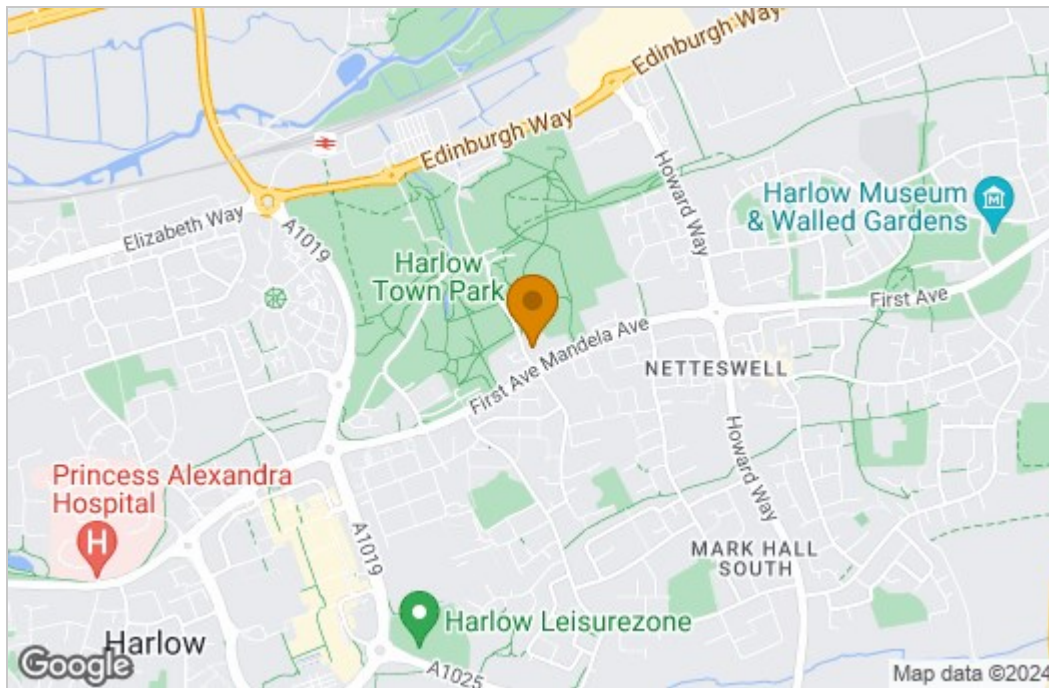 Edinburgh Way
Edinburgh Way
Elizabeth Way
A1019
Howard Way
Harlow Museum
& Walled Gardens
Harlow
Town Park
First Ave
First Ave Mandela Ave
NETTESWELL
Howard Way
Princess Alexandra
Hospital
H
A1019
MARK HALL
SOUTH
Harlow Leisurezone
Harlow
A1025
Google
Map data ©2024
M